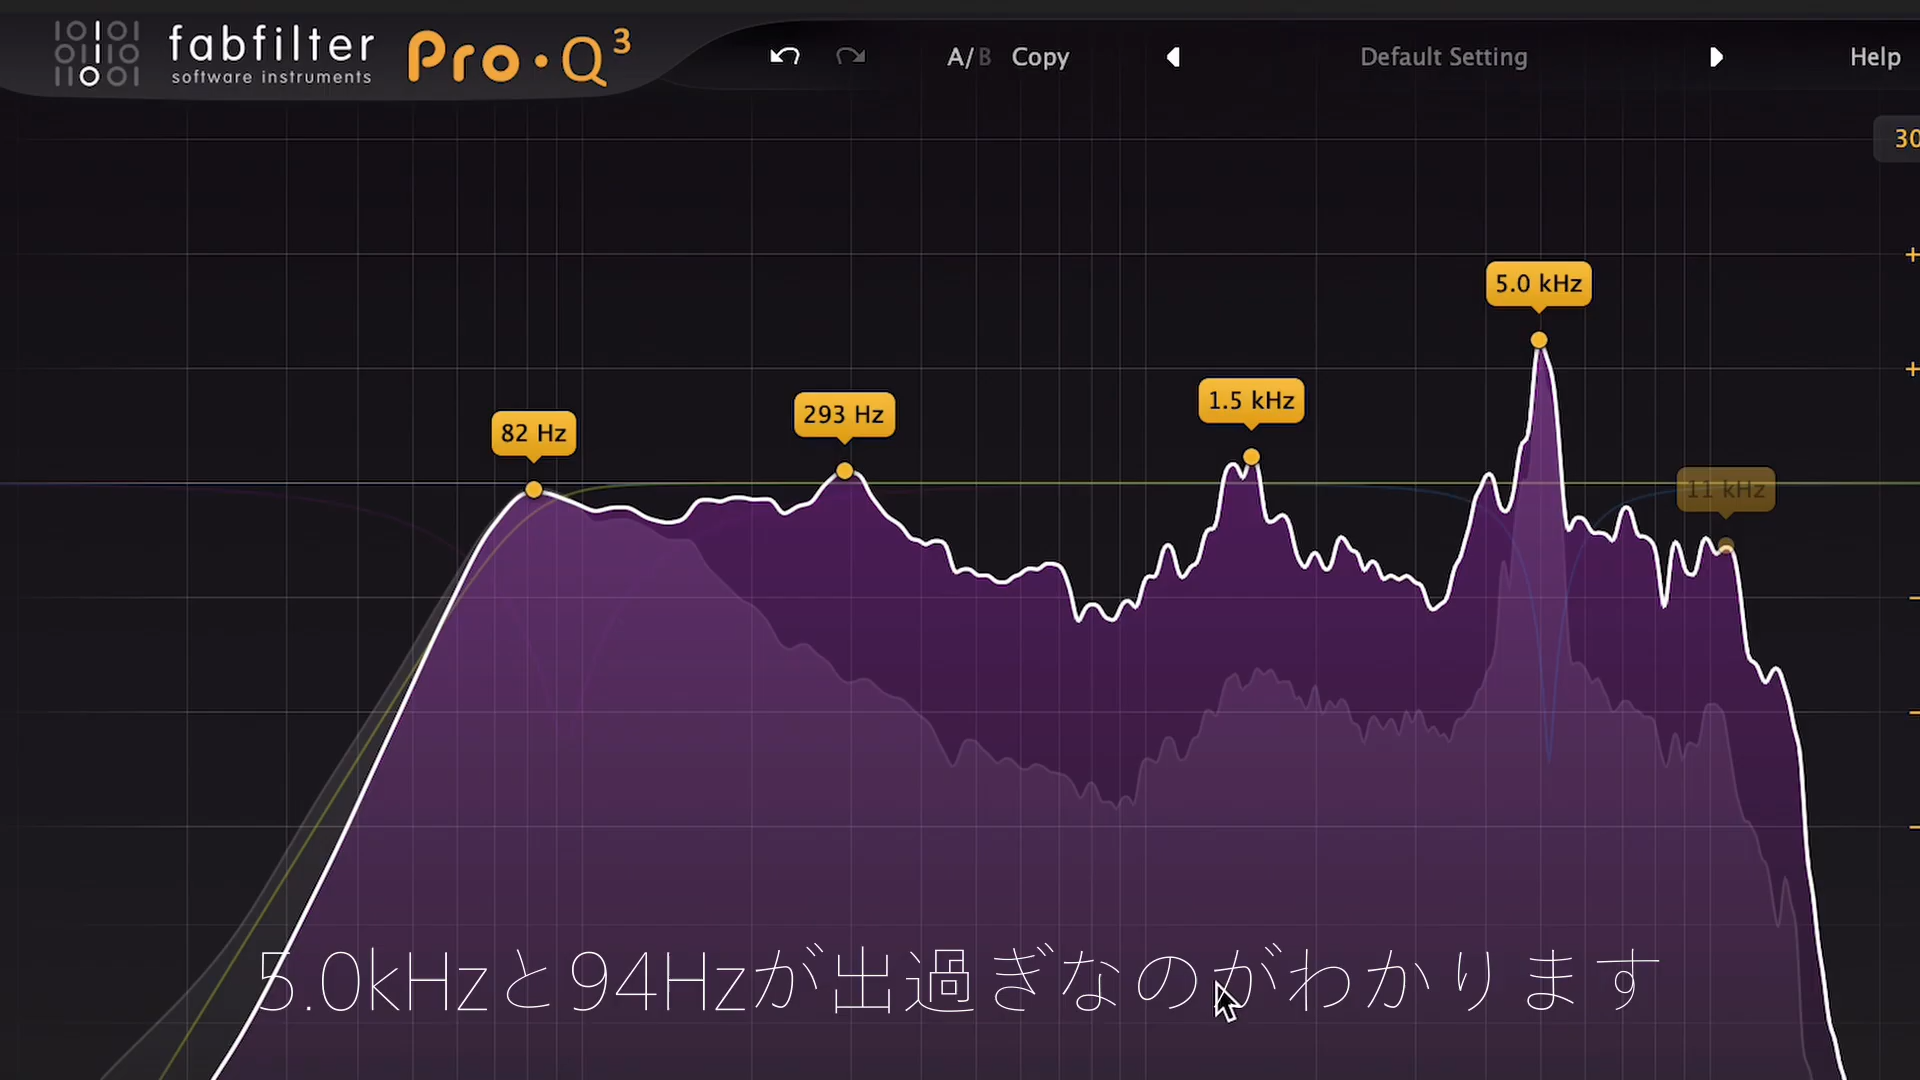 fabfilter
software instruments
Pro·Q3
A/B Copy
Default Setting
Help
30
5.0 kHz
1.5 kHz
293 Hz
82 Hz
11 kHz
5.0kHzと94Hzが出過ぎなのがわかります